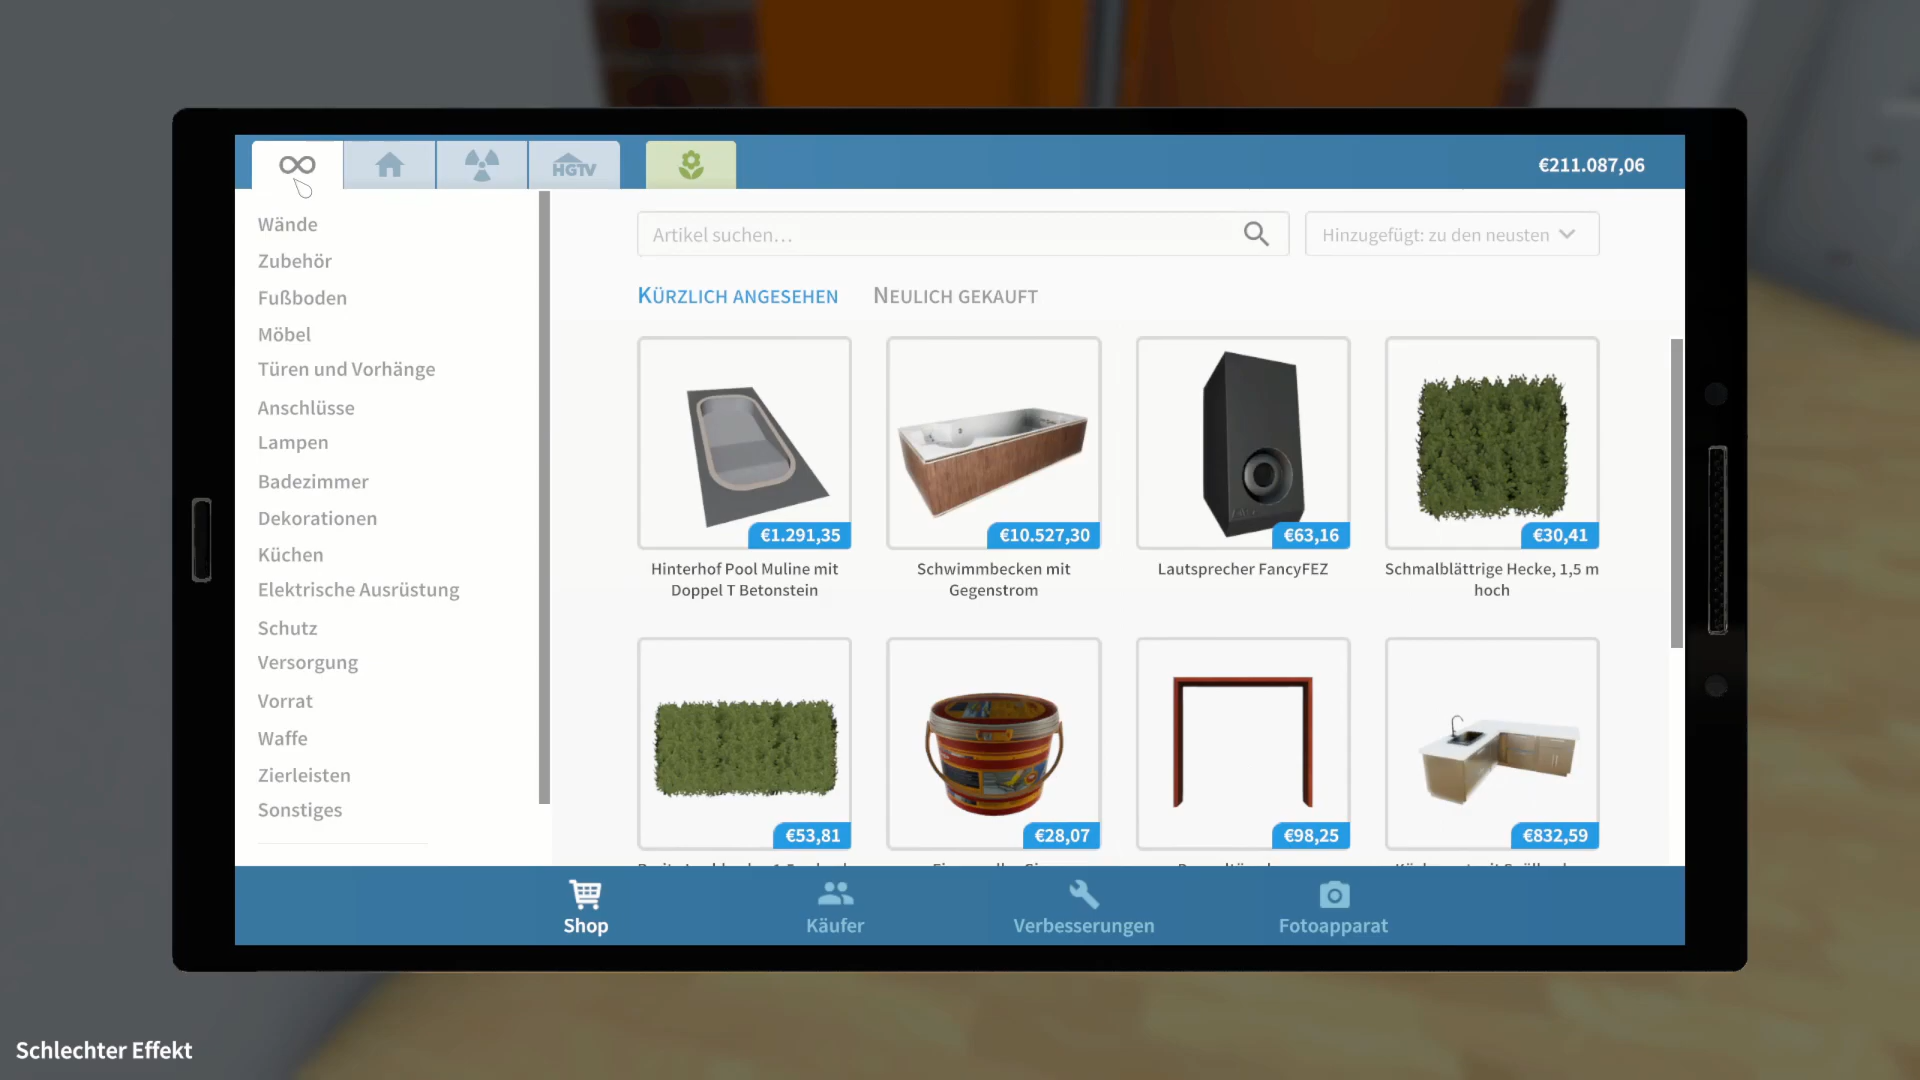 HGTV
€211.087,06
Wände
Zubehör
Fußboden
Möbel
Türen und Vorhänge
Anschlüsse
Lampen
Badezimmer
Dekorationen
Küchen
Elektrische Ausrüstung
Schutz
Versorgung
Vorrat
Waffe
Zierleisten
Sonstiges
Artikel suchen...
Hinzugefügt: zu den neusten
KÜRZLICH ANGESEHEN
NEULICH GEKAUFT
€1.291,35
€10.527,30
€63,16
€30,41
Hinterhof Pool Muline mit
Doppel T Betonstein
Schwimmbecken mit
Gegenstrom
Lautsprecher FancyFEZ
Schmalblättrige Hecke, 1,5 m
hoch
€53,81
€28,07
€98,25
€832,59
Shop
Käufer
Verbesserungen
Fotoapparat
Schlechter Effekt